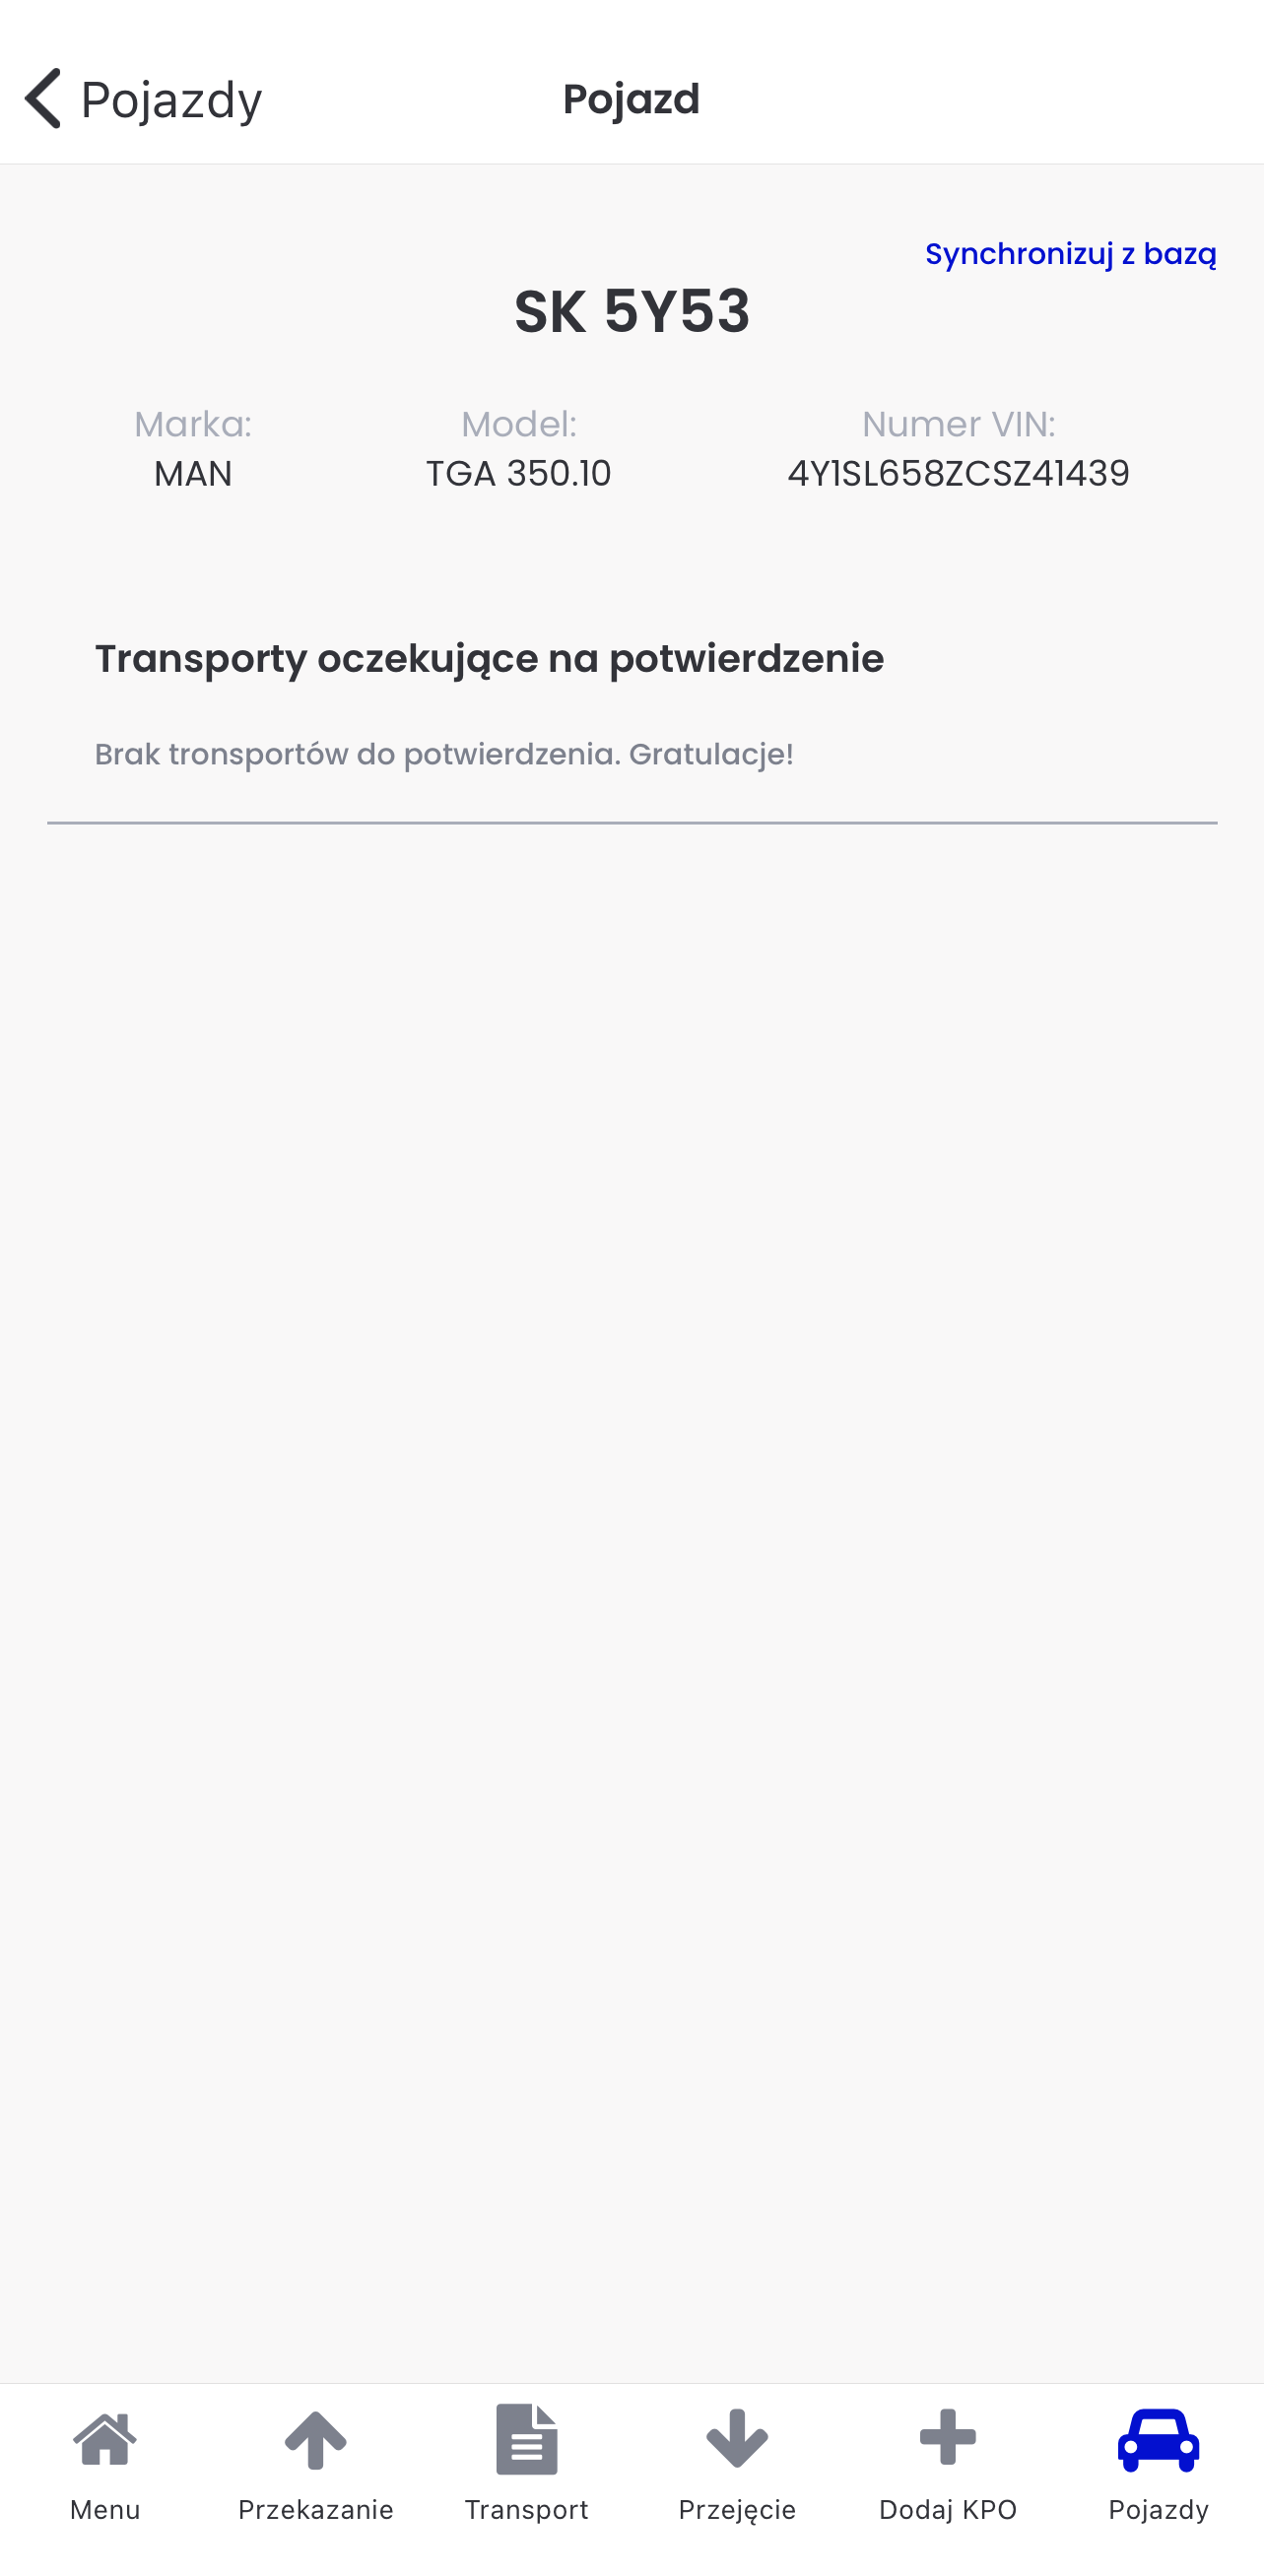 Pojazdy
Pojazd
Synchronizuj z bazą
SK 5Y53
Marka:
MAN
Model:
TGA 350.10
Numer VIN:
4Y1SL658ZCSZ41439
Transporty oczekujące na potwierdzenie
Brak tronsportów do potwierdzenia. Gratulacje!
Menu
Przekazanie
Transport
Przejęcie
Dodaj KPO
Pojazdy